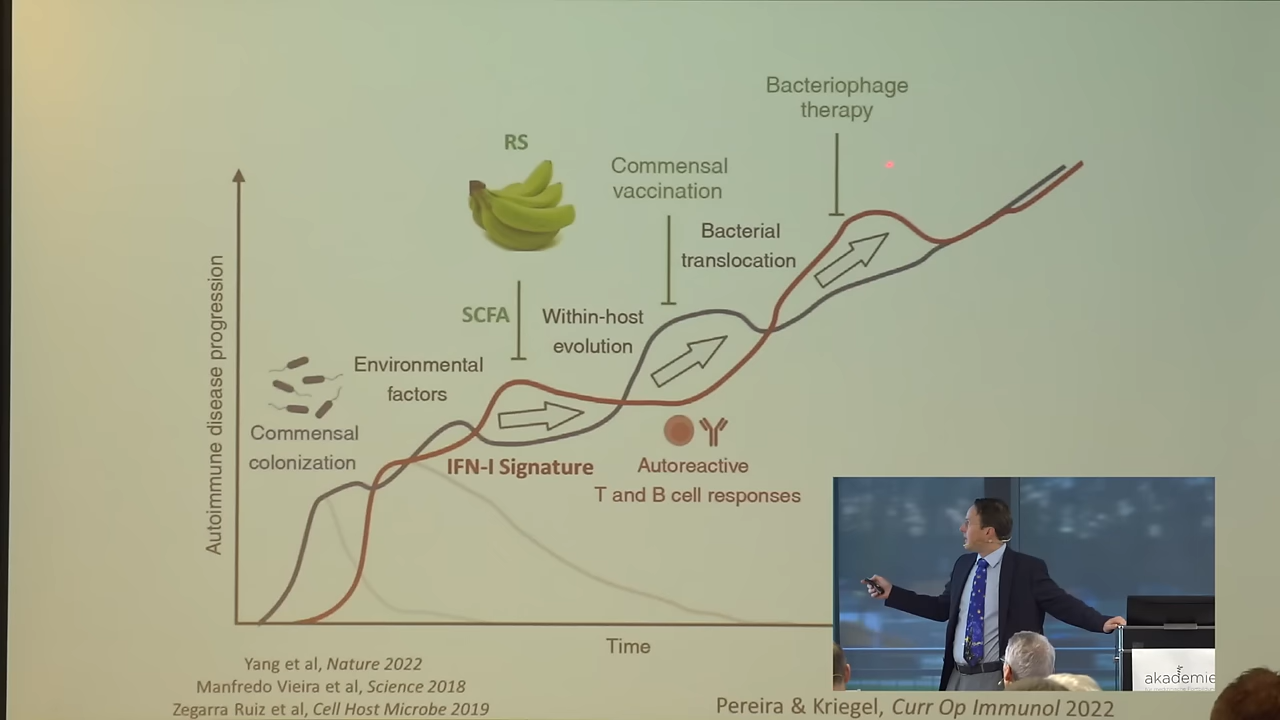 RS
Bacteriophage
therapy
Commensal
vaccination
Bacterial
translocation
SCFA
Within-host
evolution
Environmental
factors
Commensal
colonization
IFN-I Signature
Autoreactive
T and B cell responses
Autoimmune disease progression
Time
Yang et al, Nature 2022
Manfredo Vieira et al, Science 2018
Zegarra Ruiz et al, Cell Host Microbe 2019
Pereira & Kriegel, Curr Op Immunol 2022
akademie